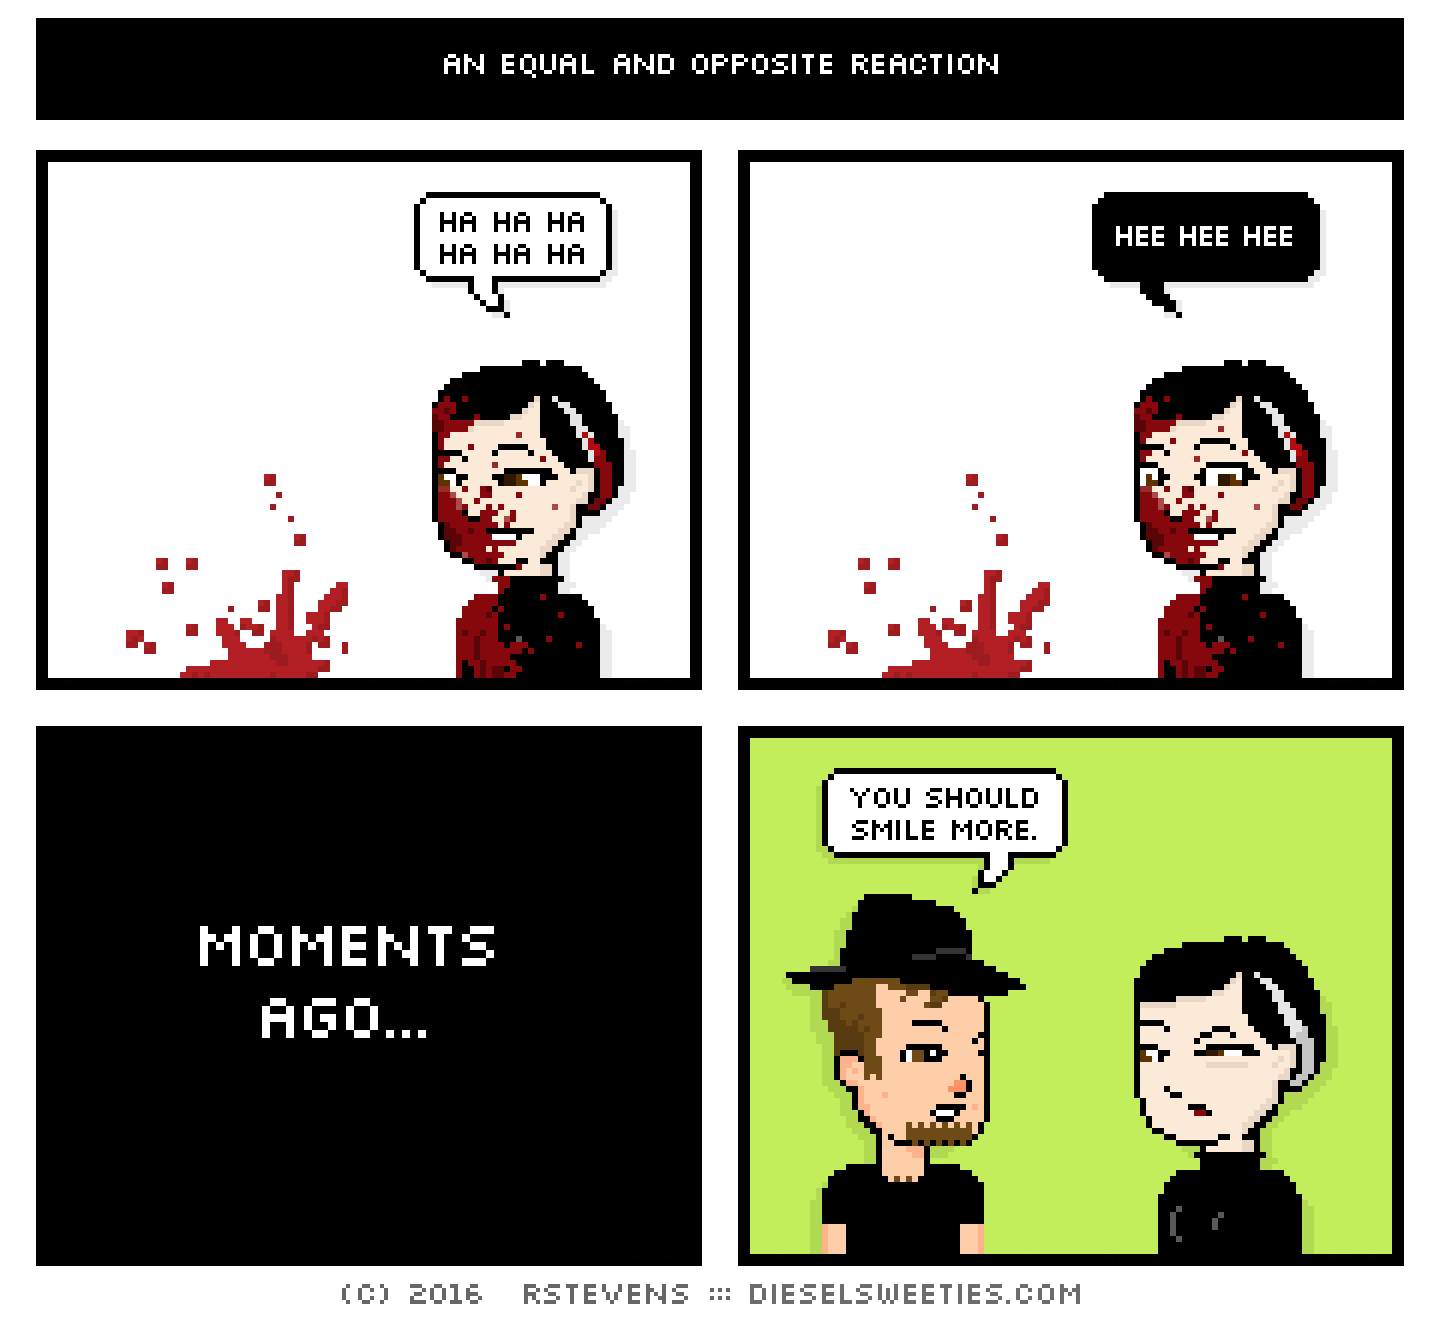 AN EQUAL AND OPPOSITE REACTION
HA HA HA
HA HA HA
HEE HEE HEE
MOMENTS
AGO...
YOU SHOULD
SMILE MORE.
(C) 2016 RSTEVENS ::: DIESELSWEETIES.COM